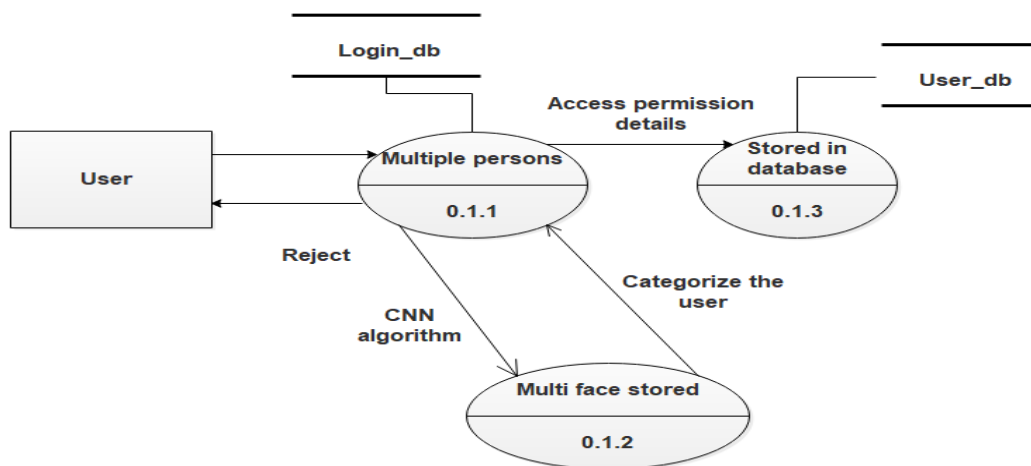 Login_db
User_db
Access permission
details
User
Multiple persons
0.1.1
Stored in
database
0.1.3
Reject
Categorize the
user
CNN
algorithm
Multi face stored
0.1.2